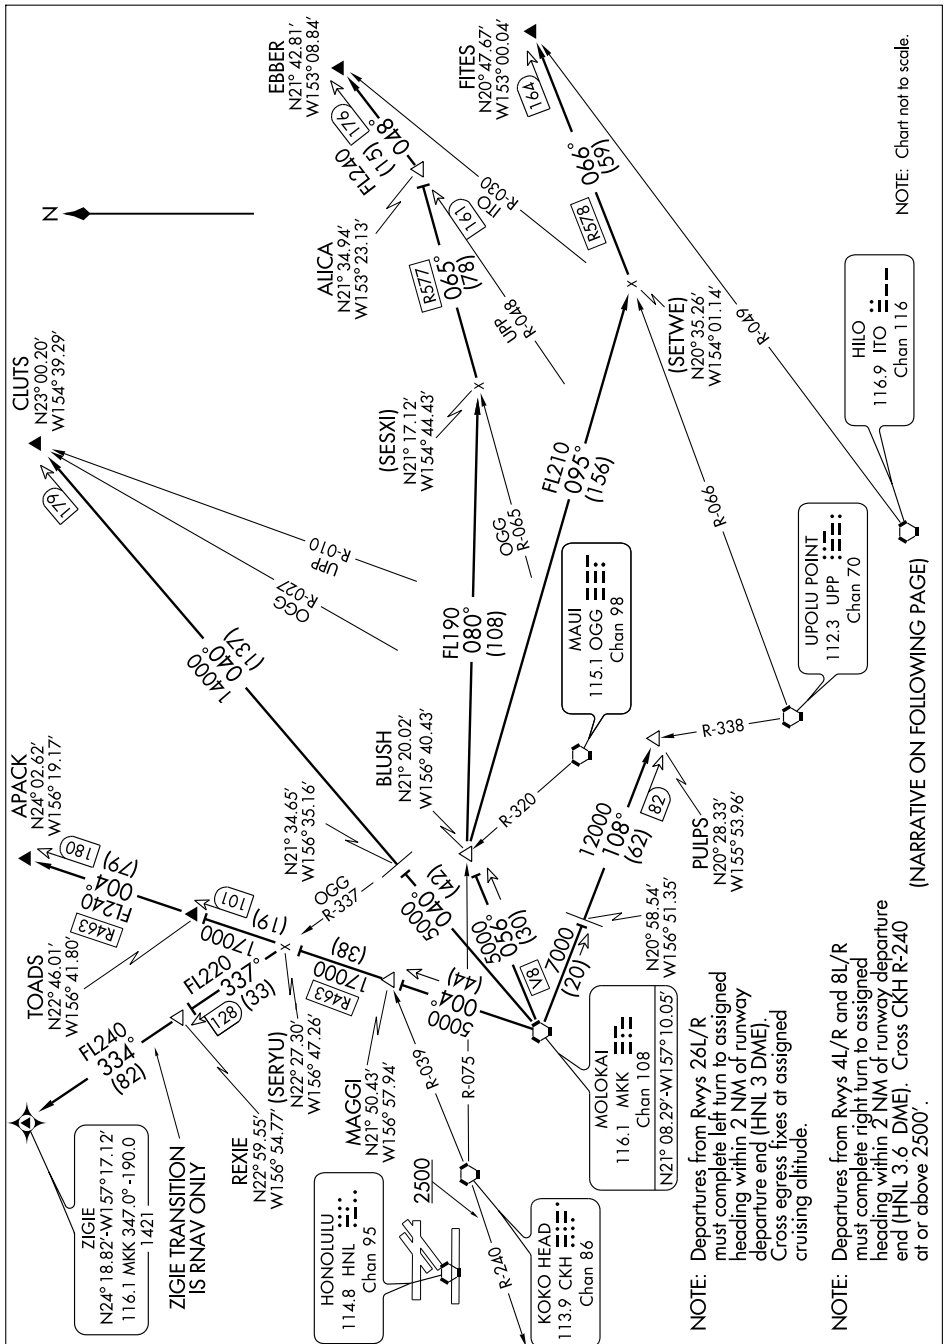 EBBER
N21° 42.81'
W153° 08.84'
FITES
N20° 47.67'
W153° 00.04'
NOTE: Chart not to scale.
N
176
FL240
(15) 048°
164
066°
(59)
R578
ALICA
N21° 34.94'
W153° 23.13'
161
ITO
R-030
R577
065°
(78)
UPP
R-048
CLUTS
N23° 00.20'
W154° 39.29'
179
(SESXI)
N21° 17.12'
W154° 44.43'
(SETWE)
N20° 35.26'
W154° 01.14'
R-049
HILO
116.9 ITO
Chan 116
UPP
R-010
OGG
R-027
OGG
R-065
FL210
095°
(156)
R-066
14000
040°
(137)
FL190
080°
(108)
MAUI
115.1 OGG
Chan 98
UPOLU POINT
112.3 UPP
Chan 70
APACK
N24° 02.62'
W156° 19.17'
180
FL240
004°
(79)
R463
BLUSH
N21° 20.02'
W156° 40.43'
R-320
R-338
N21° 34.65'
W156° 35.16'
TOADS
N22° 46.01'
W156° 41.80'
101
17000
(19)
OGG
R-337
5000
040°
(42)
5000
056°
(30)
V8
12000
108°
(62)
82
PULPS
N20° 28.33'
W155° 53.96'
7000
(20)
N20° 58.54'
W156° 51.35'
FL220
337°
(33)
128
FL240
334°
(82)
(SERYU)
N22° 27.30'
W156° 47.26'
17000
(38)
R463
5000
004°
(44)
MAGGI
N21° 50.43'
W156° 57.94'
REXIE
N22° 59.55'
W156° 54.77'
R-039
R-075
MOLOKAI
116.1 MKK
Chan 108
N21° 08.29'-W157° 10.05'
ZIGIE
N24° 18.82'-W157° 17.12'
116.1 MKK 347.0°-190.0
1421
ZIGIE TRANSITION
IS RNAV ONLY
HONOLULU
114.8 HNL
Chan 95
2500
R-240
KOKO HEAD
113.9 CKH
Chan 86
NOTE: Departures from Rwys 26L/R
must complete left turn to assigned
heading within 2 NM of runway
departure end (HNL 3 DME).
Cross egress fixes at assigned
cruising altitude.
NOTE: Departures from Rwys 4L/R and 8L/R
must complete right turn to assigned
heading within 2 NM of runway departure
end (HNL 3.6 DME). Cross CKH R-240
at or above 2500'.
(NARRATIVE ON FOLLOWING PAGE)